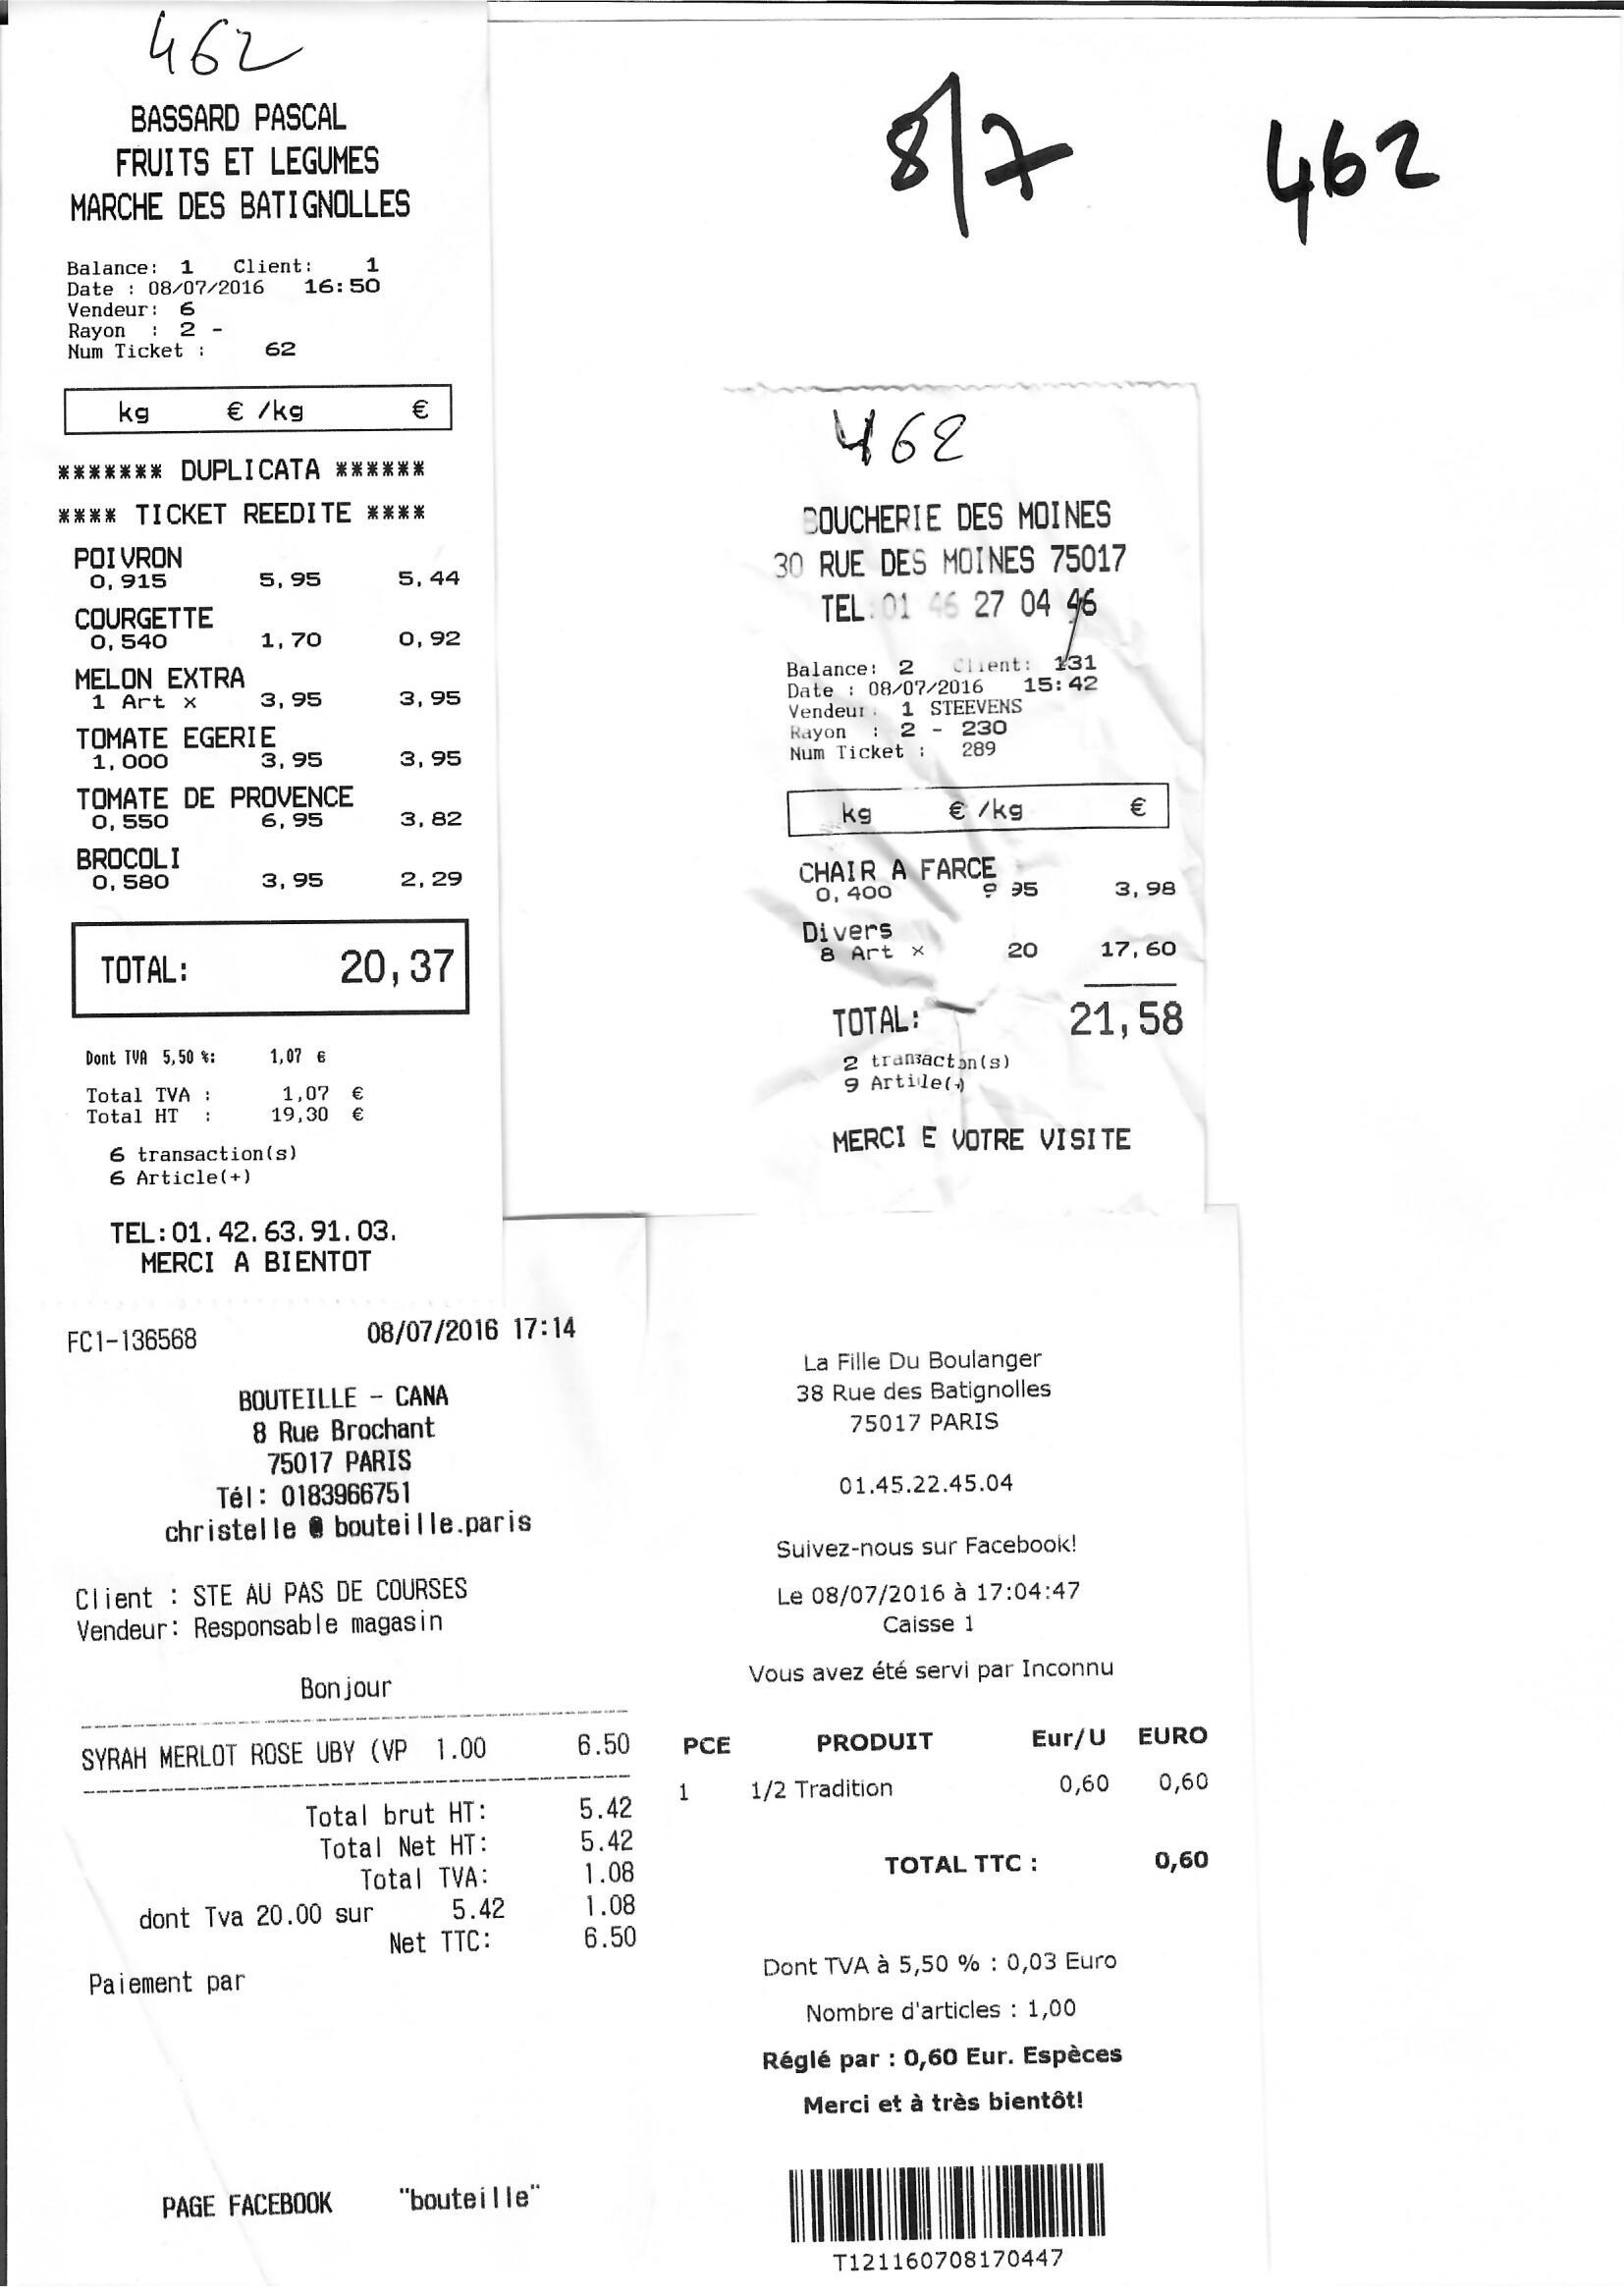 462
BASSARD PASCAL
FRUITS ET LEGUMES
MARCHE DES BATIGNOLLES
Balance: 1 Client: 1
Date : 08/07/2016 16:50
Vendeur: 6
Rayon : 2 -
Num Ticket : 62
kg € /kg €
******* DUPLICATA ******
**** TICKET REEDITE ****
POIVRON
0,915 5,95 5,44
COURGETTE
0,540 1,70 0,92
MELON EXTRA
1 Art x 3,95 3,95
TOMATE EGERIE
1,000 3,95 3,95
TOMATE DE PROVENCE
0,550 6,95 3,82
BROCOLI
0,580 3,95 2,29
TOTAL: 20,37
Dont TVA 5,50 %: 1,07 €
Total TVA : 1,07 €
Total HT : 19,30 €
6 transaction(s)
6 Article(+)
TEL:01.42.63.91.03.
MERCI A BIENTOT
8/7 462
462
BOUCHERIE DES MOINES
30 RUE DES MOINES 75017
TEL:01 46 27 04 46
Balance: 2 Client: 131
Date : 08/07/2016 15:42
Vendeur: 1 STEEVENS
Rayon : 2 - 230
Num Ticket : 289
kg € /kg €
CHAIR A FARCE
0,400 95 3,98
Divers
8 Art x 20 17,60
TOTAL: 21,58
2 transacton(s)
9 Artile(+)
MERCI E VOTRE VISITE
FC1-136568 08/07/2016 17:14
BOUTEILLE - CANA
8 Rue Brochant
75017 PARIS
Tél: 0183966751
christelle @ bouteille.paris
Client : STE AU PAS DE COURSES
Vendeur: Responsable magasin
Bonjour
SYRAH MERLOT ROSE UBY (VP 1.00 6.50
Total brut HT: 5.42
Total Net HT: 5.42
Total TVA: 1.08
dont Tva 20.00 sur 5.42 1.08
Net TTC: 6.50
Paiement par
PAGE FACEBOOK "bouteille"
La Fille Du Boulanger
38 Rue des Batignolles
75017 PARIS
01.45.22.45.04
Suivez-nous sur Facebook!
Le 08/07/2016 à 17:04:47
Caisse 1
Vous avez été servi par Inconnu
PCE PRODUIT Eur/U EURO
1 1/2 Tradition 0,60 0,60
TOTAL TTC : 0,60
Dont TVA à 5,50 % : 0,03 Euro
Nombre d'articles : 1,00
Réglé par : 0,60 Eur. Espèces
Merci et à très bientôt!
T121160708170447